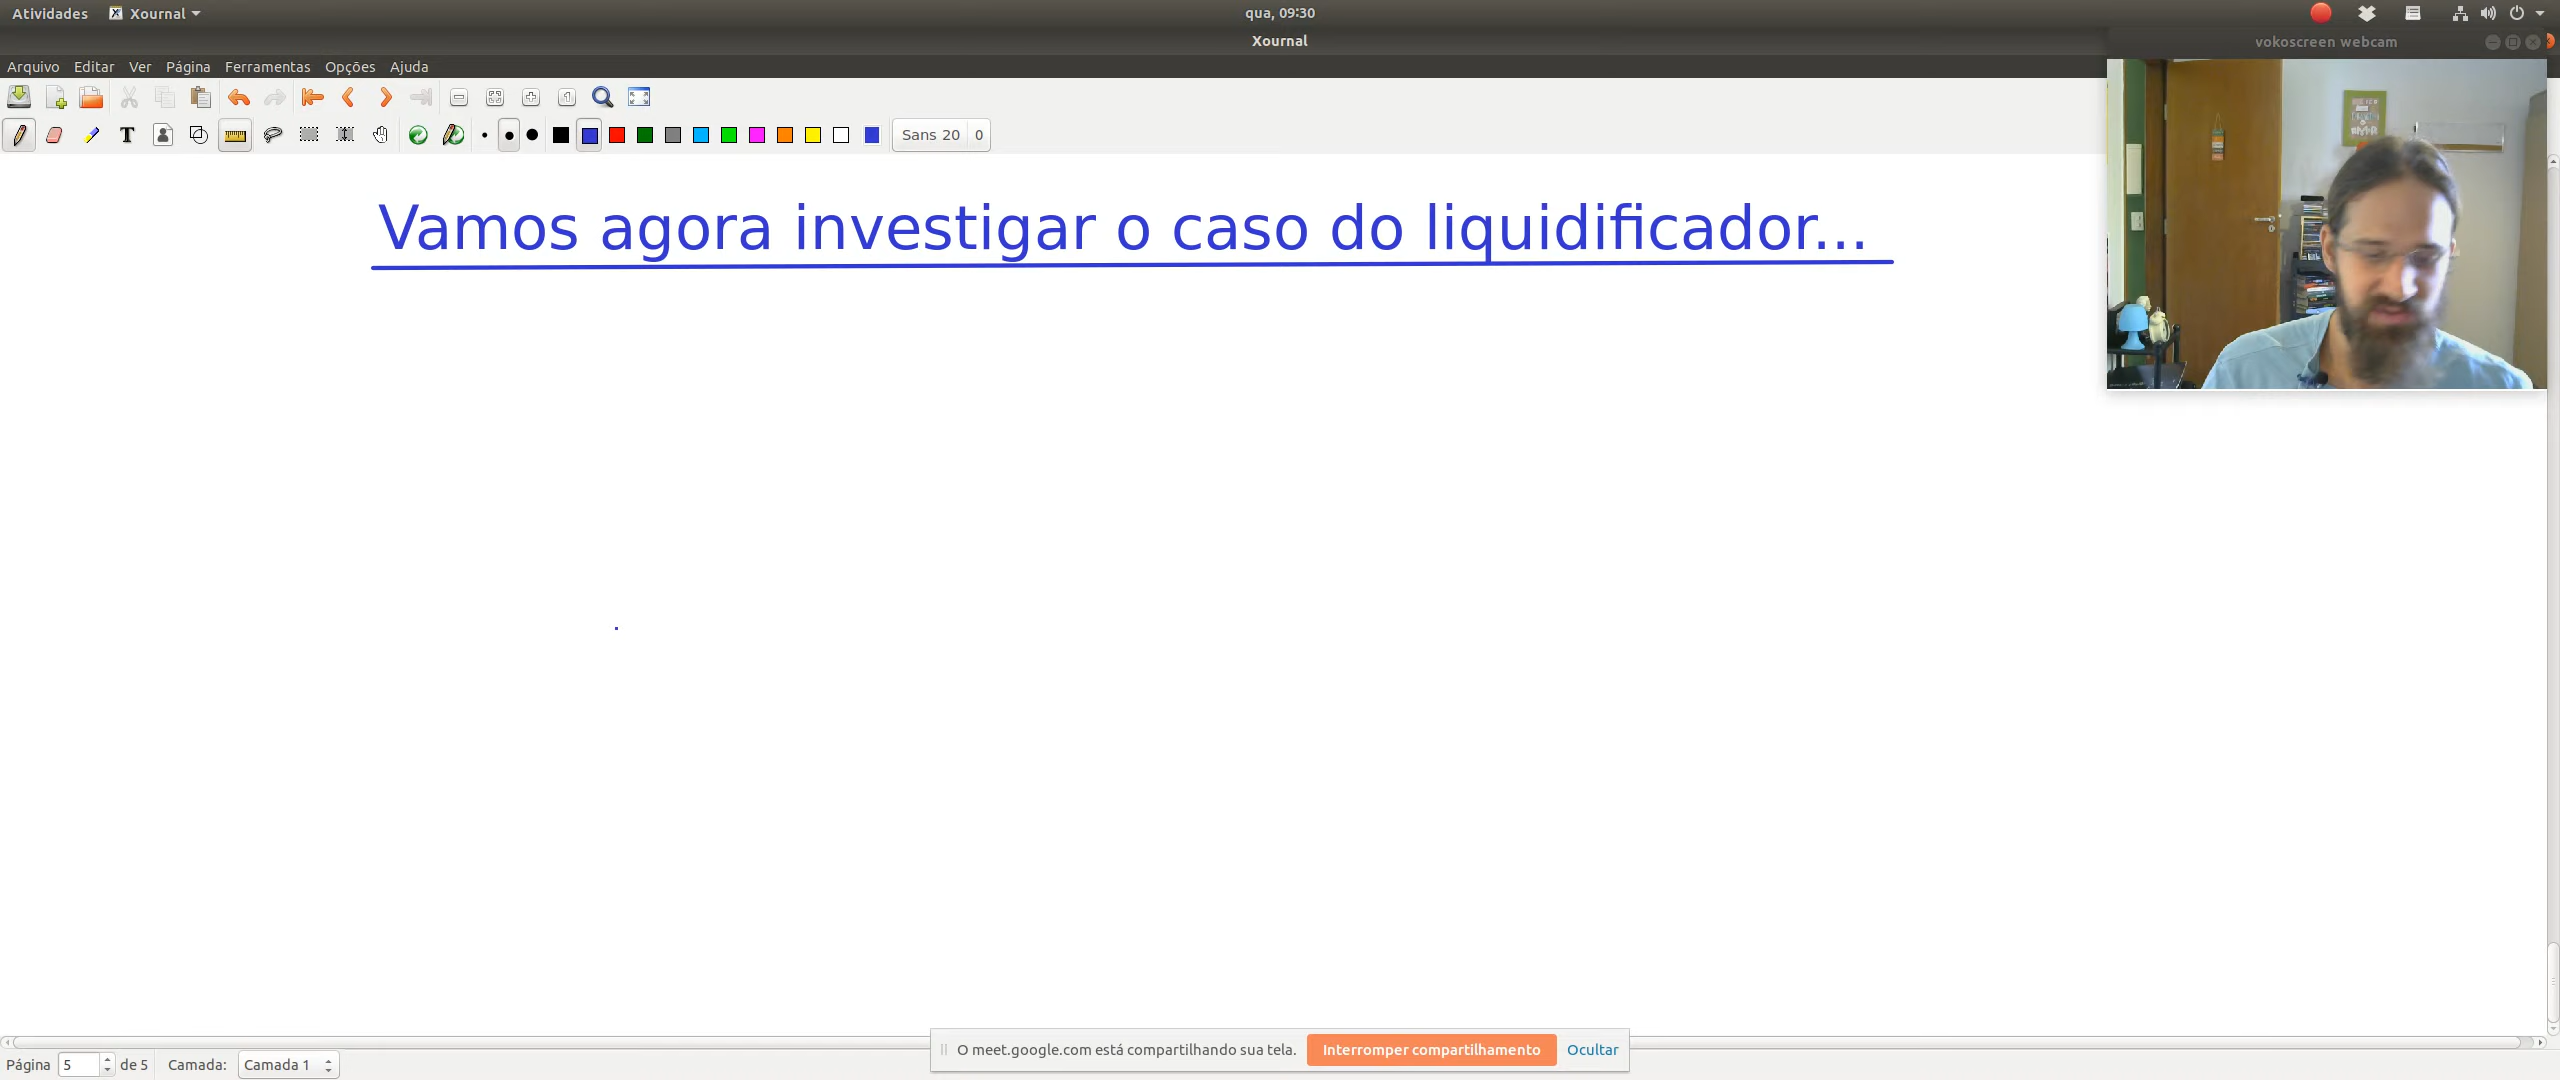 Atividades Xournal qua, 09:30
Xournal
vokoscreen webcam
Arquivo Editar Ver Página Ferramentas Opções Ajuda
T Sans 20 0
Vamos agora investigar o caso do liquidificador...
O meet.google.com está compartilhando sua tela. Interromper compartilhamento Ocultar
Página 5 de 5 Camada: Camada 1